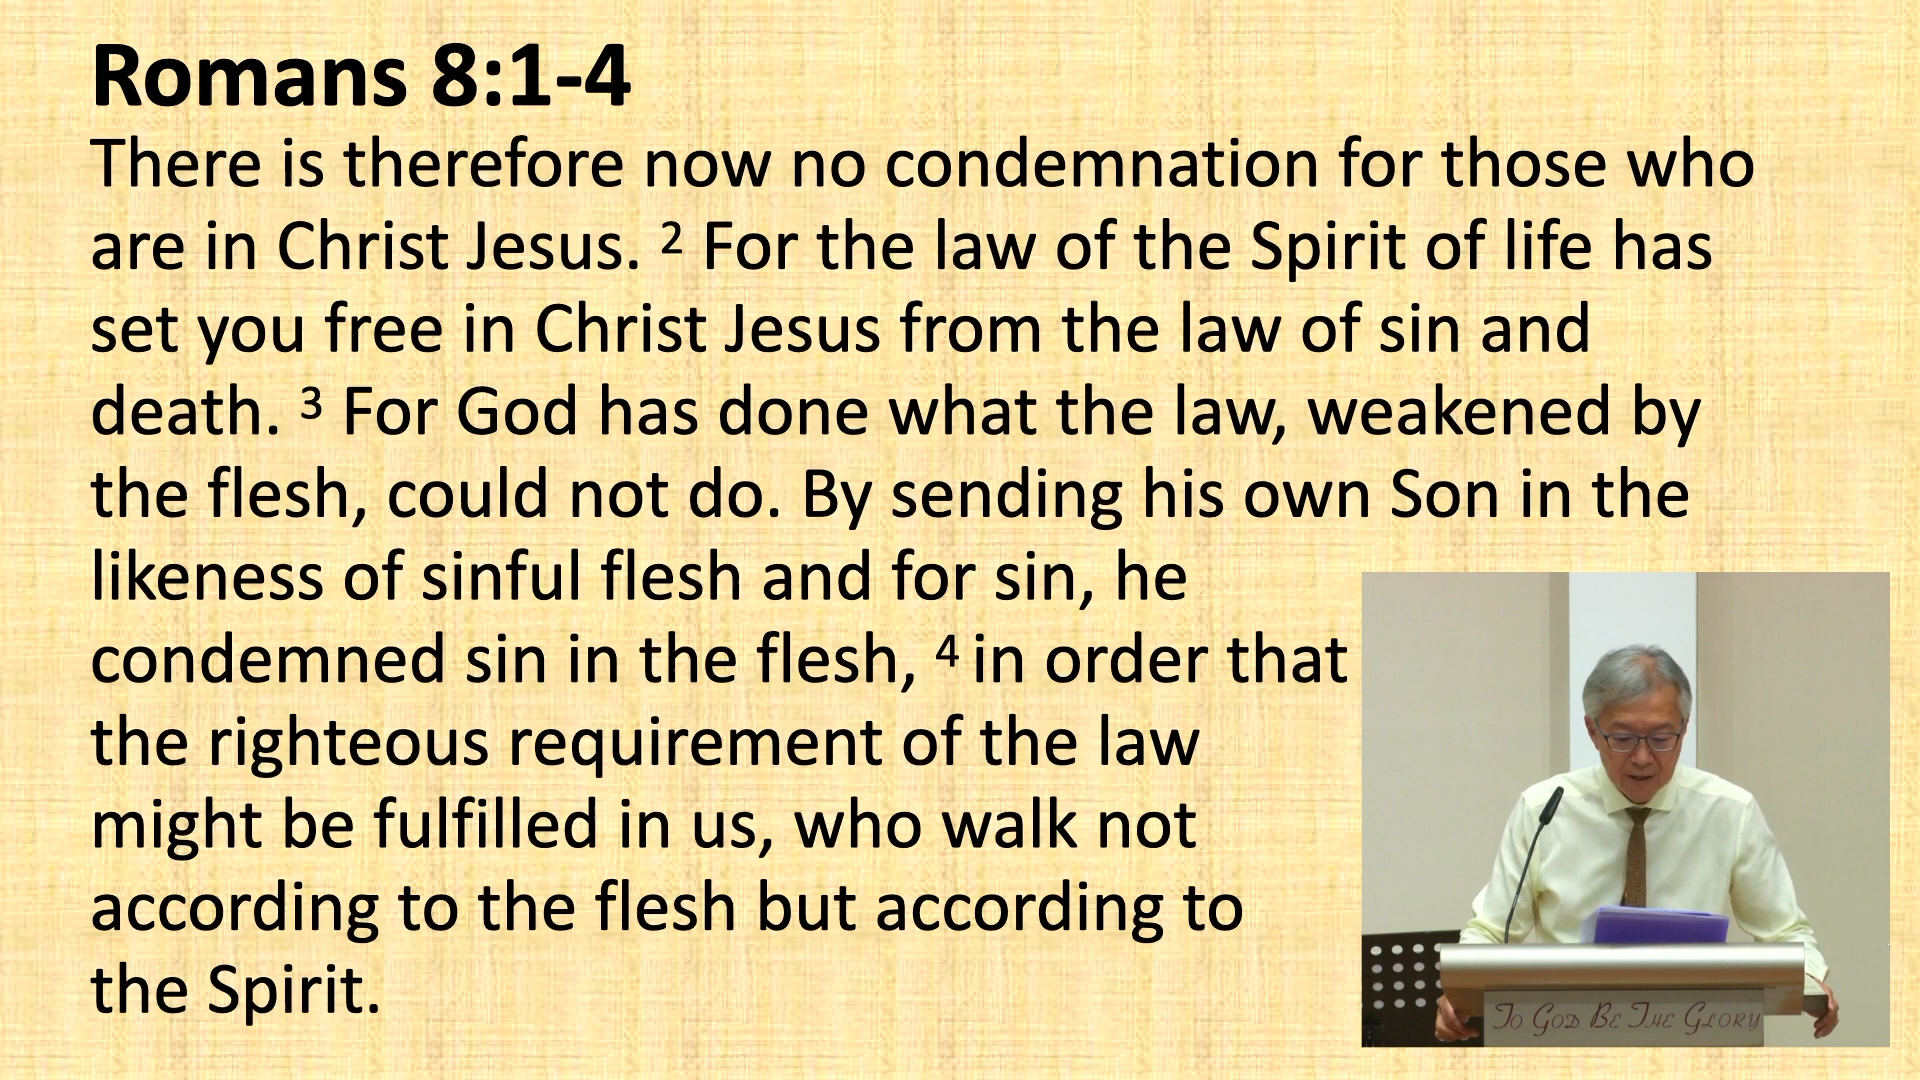 Romans 8:1-4
There is therefore now no condemnation for those who
are in Christ Jesus. ² For the law of the Spirit of life has
set you free in Christ Jesus from the law of sin and
death. ³ For God has done what the law, weakened by
the flesh, could not do. By sending his own Son in the
likeness of sinful flesh and for sin, he
condemned sin in the flesh, ⁴ in order that
the righteous requirement of the law
might be fulfilled in us, who walk not
according to the flesh but according to
the Spirit.
TO GOD BE THE GLORY